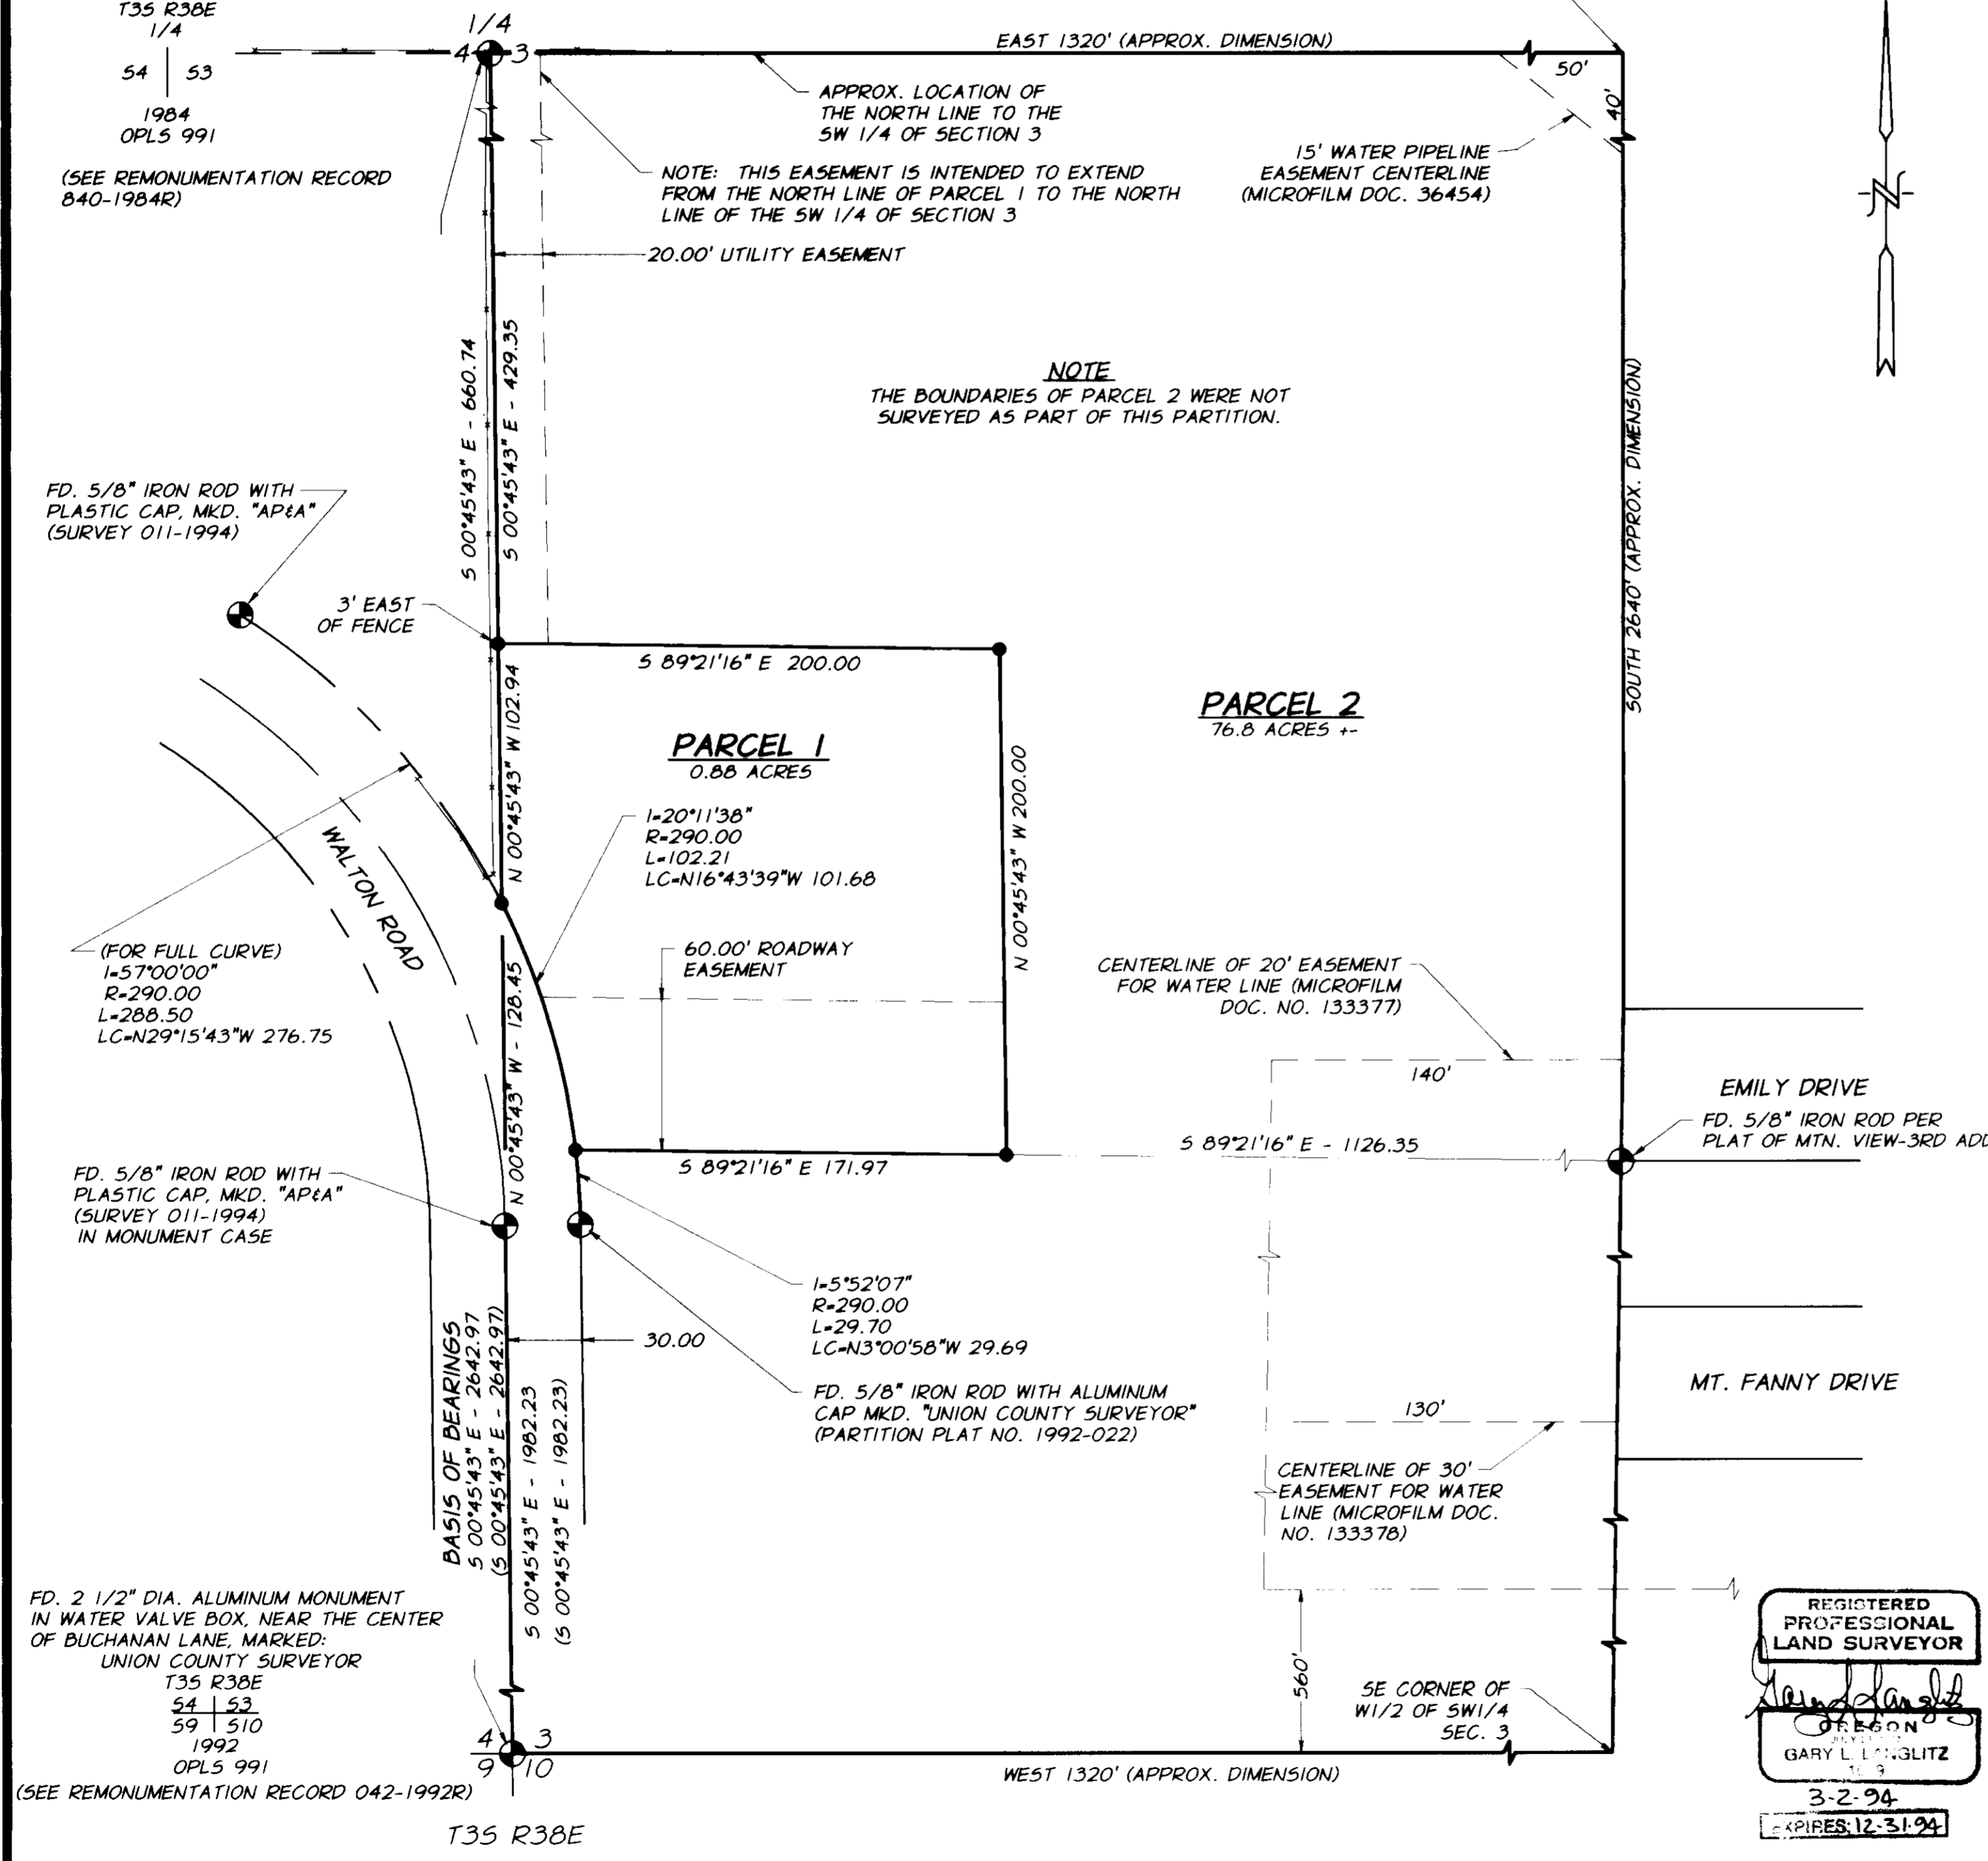 T3S R38E
1/4
S4 | S3
1984
OPLS 991
(SEE REMONUMENTATION RECORD
840-1984R)
1/4
4 3
EAST 1320' (APPROX. DIMENSION)
50'
40'
APPROX. LOCATION OF
THE NORTH LINE TO THE
SW 1/4 OF SECTION 3
15' WATER PIPELINE
EASEMENT CENTERLINE
(MICROFILM DOC. 36454)
N
NOTE: THIS EASEMENT IS INTENDED TO EXTEND
FROM THE NORTH LINE OF PARCEL 1 TO THE NORTH
LINE OF THE SW 1/4 OF SECTION 3
20.00' UTILITY EASEMENT
S 00°45'43" E - 660.74
S 00°45'43" E - 429.35
NOTE
THE BOUNDARIES OF PARCEL 2 WERE NOT
SURVEYED AS PART OF THIS PARTITION.
SOUTH 2640' (APPROX. DIMENSION)
FD. 5/8" IRON ROD WITH
PLASTIC CAP, MKD. "AP&A"
(SURVEY 011-1994)
3' EAST
OF FENCE
S 89°21'16" E 200.00
N 00°45'43" W 102.94
PARCEL 1
0.88 ACRES
PARCEL 2
76.8 ACRES +-
N 00°45'43" W 200.00
I=20°11'38"
R=290.00
L=102.21
LC=N16°43'39"W 101.68
WALTON ROAD
(FOR FULL CURVE)
I=57°00'00"
R=290.00
L=288.50
LC=N29°15'43"W 276.75
60.00' ROADWAY
EASEMENT
N 00°45'43" W - 128.45
CENTERLINE OF 20' EASEMENT
FOR WATER LINE (MICROFILM
DOC. NO. 133377)
140'
EMILY DRIVE
FD. 5/8" IRON ROD PER
PLAT OF MTN. VIEW-3RD ADD
S 89°21'16" E - 1126.35
S 89°21'16" E 171.97
FD. 5/8" IRON ROD WITH
PLASTIC CAP, MKD. "AP&A"
(SURVEY 011-1994)
IN MONUMENT CASE
I=5°52'07"
R=290.00
L=29.70
LC=N3°00'58"W 29.69
30.00
FD. 5/8" IRON ROD WITH ALUMINUM
CAP MKD. "UNION COUNTY SURVEYOR"
(PARTITION PLAT NO. 1992-022)
MT. FANNY DRIVE
130'
CENTERLINE OF 30'
EASEMENT FOR WATER
LINE (MICROFILM DOC.
NO. 133378)
BASIS OF BEARINGS
S 00°45'43" E - 2642.97
(S 00°45'43" E - 2642.97)
S 00°45'43" E - 1982.23
(S 00°45'43" E - 1982.23)
FD. 2 1/2" DIA. ALUMINUM MONUMENT
IN WATER VALVE BOX, NEAR THE CENTER
OF BUCHANAN LANE, MARKED:
UNION COUNTY SURVEYOR
T3S R38E
S4 | S3
S9 | S10
1992
OPLS 991
(SEE REMONUMENTATION RECORD 042-1992R)
4 3
9 10
T3S R38E
560'
SE CORNER OF
W1/2 OF SW1/4
SEC. 3
WEST 1320' (APPROX. DIMENSION)
REGISTERED
PROFESSIONAL
LAND SURVEYOR
Gary L Langlitz
OREGON
GARY L. LANGLITZ
3-2-94
EXPIRES: 12-31-94